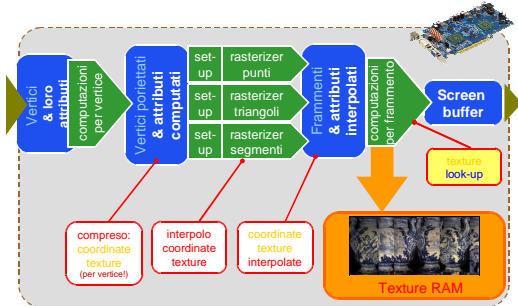 Vertici
& loro
attributi
computazioni
per vertice
Vertici poriettati
& attributi
computati
set-
up
rasterizer
punti
set-
up
rasterizer
triangoli
set-
up
rasterizer
segmenti
Frammenti
& attributi
interpolati
computazioni
per frammento
Screen
buffer
texture
look-up
compreso:
coordinate
texture
(per vertice!)
interpolo
coordinate
texture
coordinate
texture
interpolate
Texture RAM